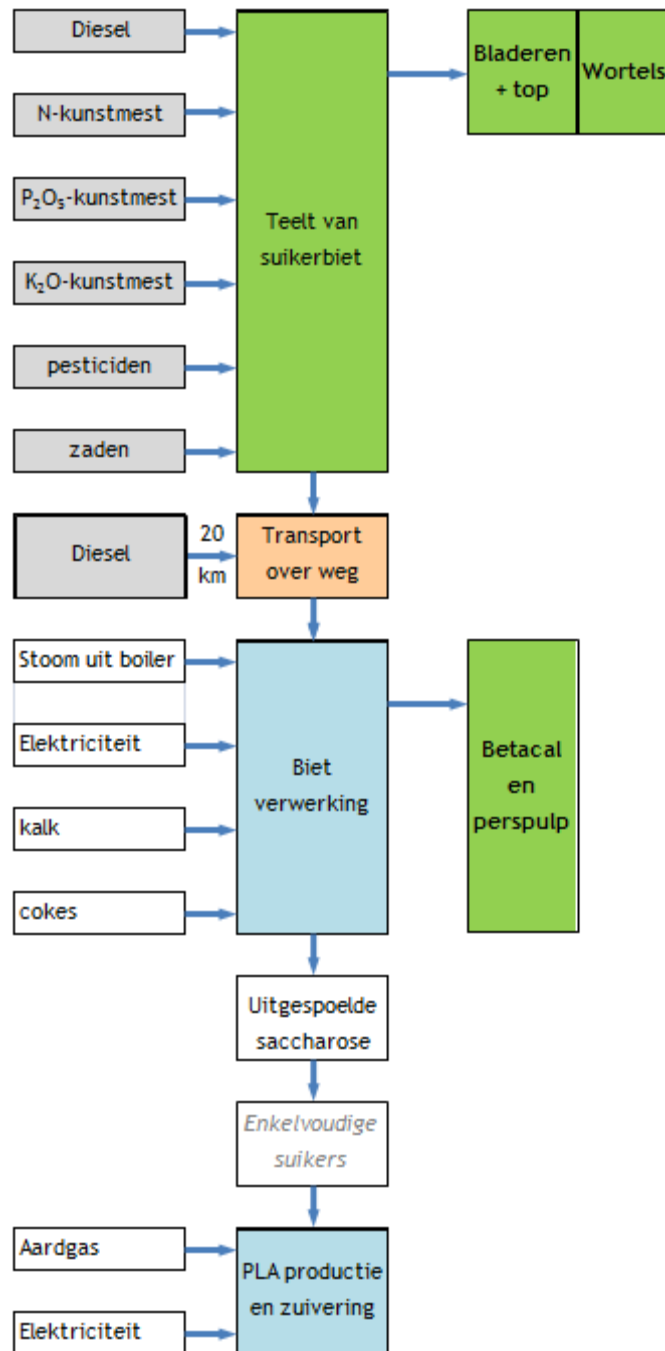 Diesel
Bladeren
+ top
Wortels
N-kunstmest
P₂O₅-kunstmest
Teelt van
suikerbiet
K₂O-kunstmest
pesticiden
zaden
Diesel
20
km
Transport
over weg
Stoom uit boiler
Elektriciteit
Biet
verwerking
Betacal
en
perspulp
kalk
cokes
Uitgespoelde
saccharose
Enkelvoudige
suikers
Aardgas
PLA productie
en zuivering
Elektriciteit